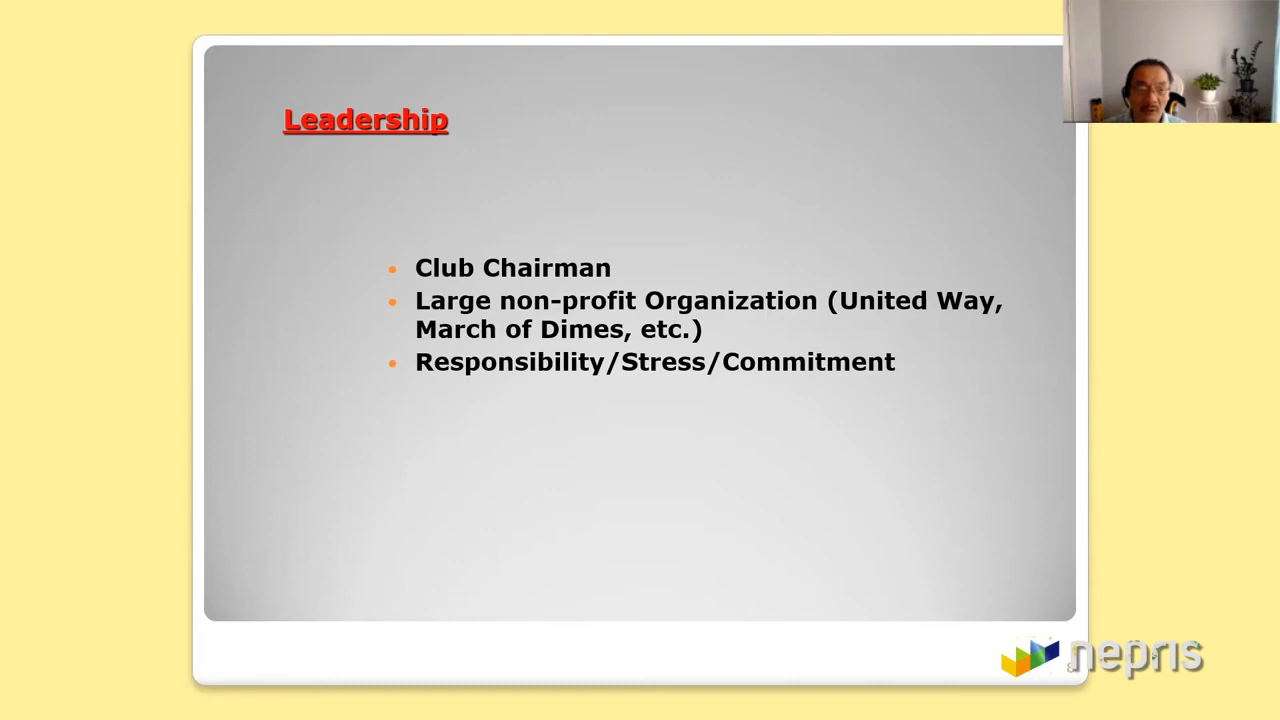 Leadership
Club Chairman
Large non-profit Organization (United Way,
March of Dimes, etc.)
Responsibility/Stress/Commitment
nepris